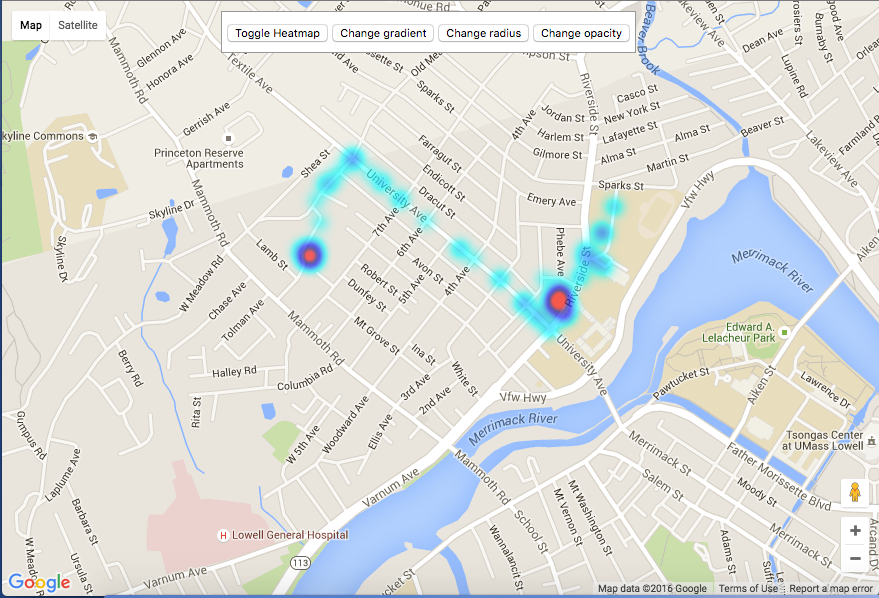 Map
Satellite
Toggle Heatmap
Change gradient
Change radius
Change opacity
Mammoth Rd
Glennon Ave
Honora Ave
Textile Ave
Old
Sparks St
Beaver Brook
Lakeview Ave
Dean Ave
Lupine Rd
Burnaby St
Riverside St
Casco St
New York St
Jordan St
Harlem St
Lafayette St
Gilmore St
Alma St
Alma St
Martin St
Beaver St
Lakeview Ave
Farmland
4th Ave
Gerrish Ave
kyline Commons
Princeton Reserve
Apartments
Shea St
Farragut St
Endicott St
Dracut St
University Ave
Sparks St
Emery Ave
Vfw Hwy
Skyline Dr
Mammoth Rd
7th Ave
6th Ave
Phebe Ave
Riverside St
Merrimack River
Aiken
Skyline Dr
Lamb St
W Meadow Rd
Chase Ave
Tolman Ave
Avon St
Robert St
5th Ave
4th Ave
Dunfey St
Mammoth Rd
Mt Grove St
Ina St
White St
University Ave
Edward A.
Lelacheur Park
Berry Rd
Halley Rd
Columbia Rd
3rd Ave
2nd Ave
Vfw Hwy
Pawtucket St
Aiken St
Lawrence Dr
Gumpus Rd
Rita St
Woodward Ave
Ellis Ave
W 5th Ave
Merrimack River
Merrimack St
Tsongas Center
at UMass Lowell
Laplume Ave
Varnum Ave
Mammoth Rd
Salem St
Father Morissette Blvd
Moody St
Barbara St
Mt Washington St
Mt Vernon St
School St
Wannalancit St
Lowell General Hospital
113
Varnum Ave
Ursula St
Adams St
Merrimack St
Arcand Dr
+
−
Google
Map data ©2016 Google
Terms of Use
Report a map error